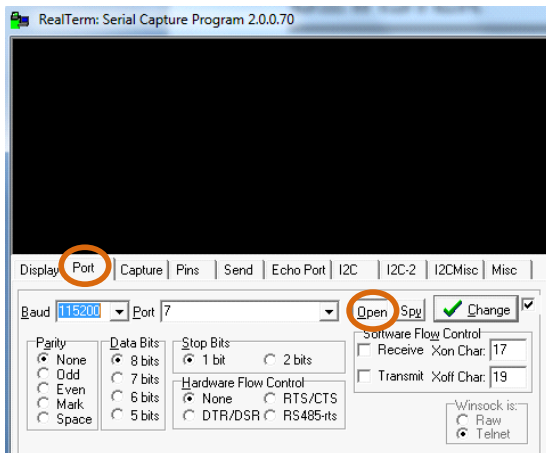 RealTerm: Serial Capture Program 2.0.0.70
Display Port Capture Pins Send Echo Port I2C I2C-2 I2CMisc Misc
Baud 115200 Port 7 Open Spy Change
Parity
None
Odd
Even
Mark
Space
Data Bits
8 bits
7 bits
6 bits
5 bits
Stop Bits
1 bit 2 bits
Hardware Flow Control
None RTS/CTS
DTR/DSR RS485-rts
Software Flow Control
Receive Xon Char: 17
Transmit Xoff Char: 19
Winsock is:
Raw
Telnet